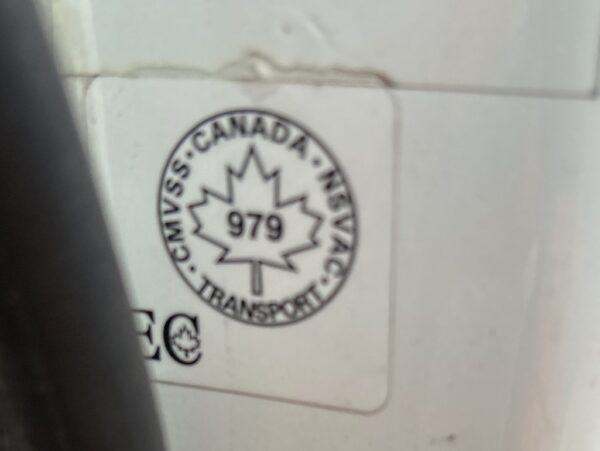 CMVSS · CANADA · NSVAC ·
979
TRANSPORT
EC